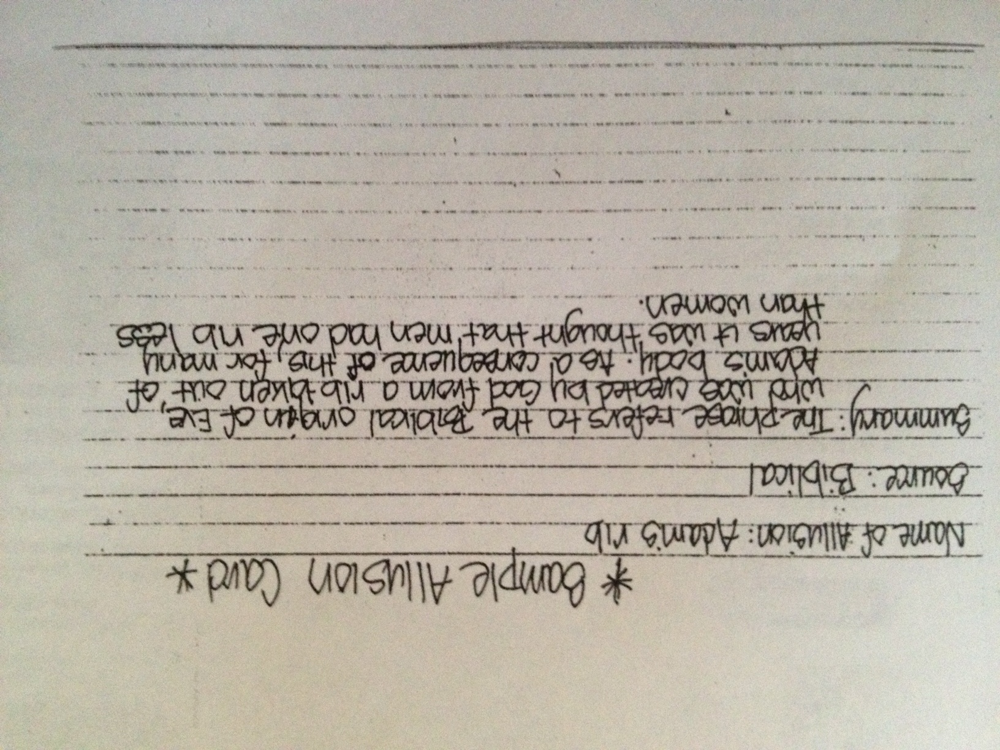 * Sample Allusion Card *
Name of Allusion: Adam's rib
Source: Biblical
Summary: The phrase refers to the Biblical origin of Eve,
who was created by God from a rib taken out of
Adam's body. As a consequence of this, for many
years it was thought that men had one rib less
than women.